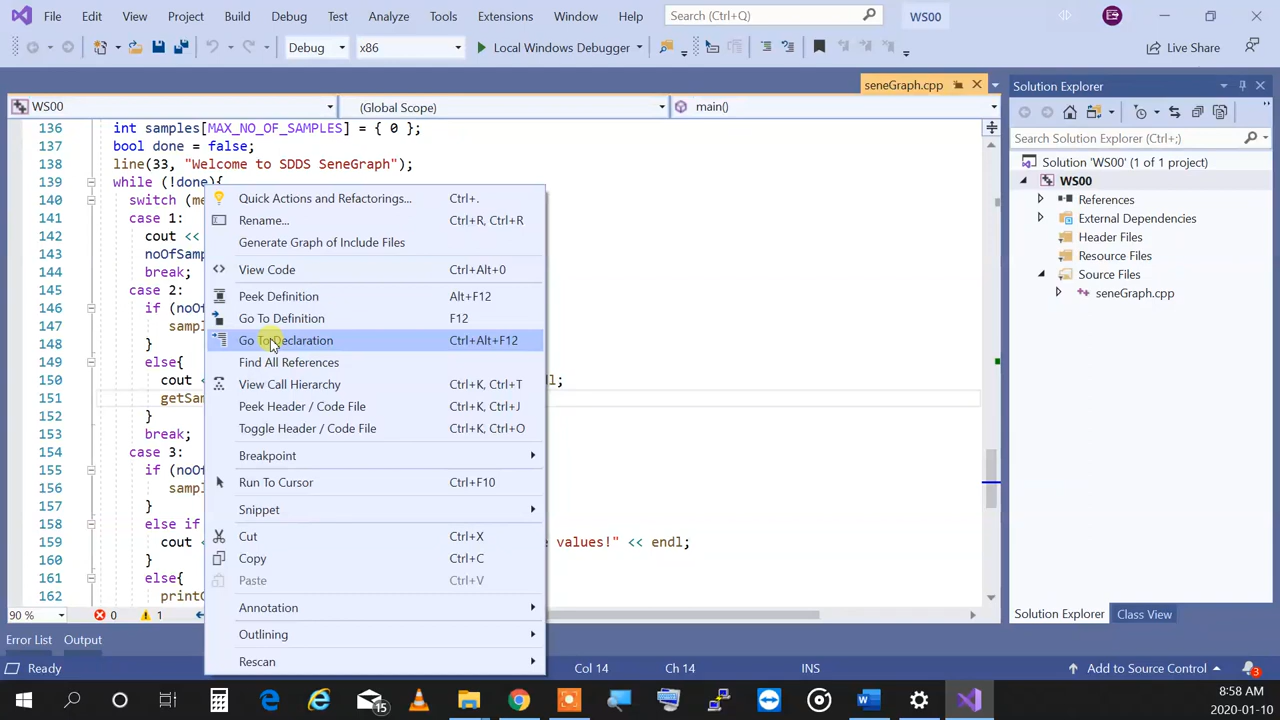 File Edit View Project Build Debug Test Analyze Tools Extensions Window Help Search (Ctrl+Q) WS00
Debug x86 Local Windows Debugger Live Share
seneGraph.cpp
Solution Explorer
WS00 (Global Scope) main()
Search Solution Explorer (Ctrl+;)
Solution 'WS00' (1 of 1 project)
WS00
References
External Dependencies
Header Files
Resource Files
Source Files
seneGraph.cpp
136 int samples[MAX_NO_OF_SAMPLES] = { 0 };
137 bool done = false;
138 line(33, "Welcome to SDDS SeneGraph");
139 while (!done){
140 switch (me
141 case 1:
142 cout <<
143 noOfSam
144 break;
145 case 2:
146 if (noO
147 sampl
148 }
149 else{
150 cout < l;
151 getSam
152 }
153 break;
154 case 3:
155 if (noO
156 sampl
157 }
158 else if
159 cout < e values!" << endl;
160 }
161 else{
162 printG
Quick Actions and Refactorings... Ctrl+.
Rename... Ctrl+R, Ctrl+R
Generate Graph of Include Files
View Code Ctrl+Alt+0
Peek Definition Alt+F12
Go To Definition F12
Go To Declaration Ctrl+Alt+F12
Find All References
View Call Hierarchy Ctrl+K, Ctrl+T
Peek Header / Code File Ctrl+K, Ctrl+J
Toggle Header / Code File Ctrl+K, Ctrl+O
Breakpoint
Run To Cursor Ctrl+F10
Snippet
Cut Ctrl+X
Copy Ctrl+C
Paste Ctrl+V
Annotation
Outlining
Rescan
90 % 0 1
Solution Explorer Class View
Error List Output
Ready Col 14 Ch 14 INS Add to Source Control 3
15
8:58 AM
2020-01-10